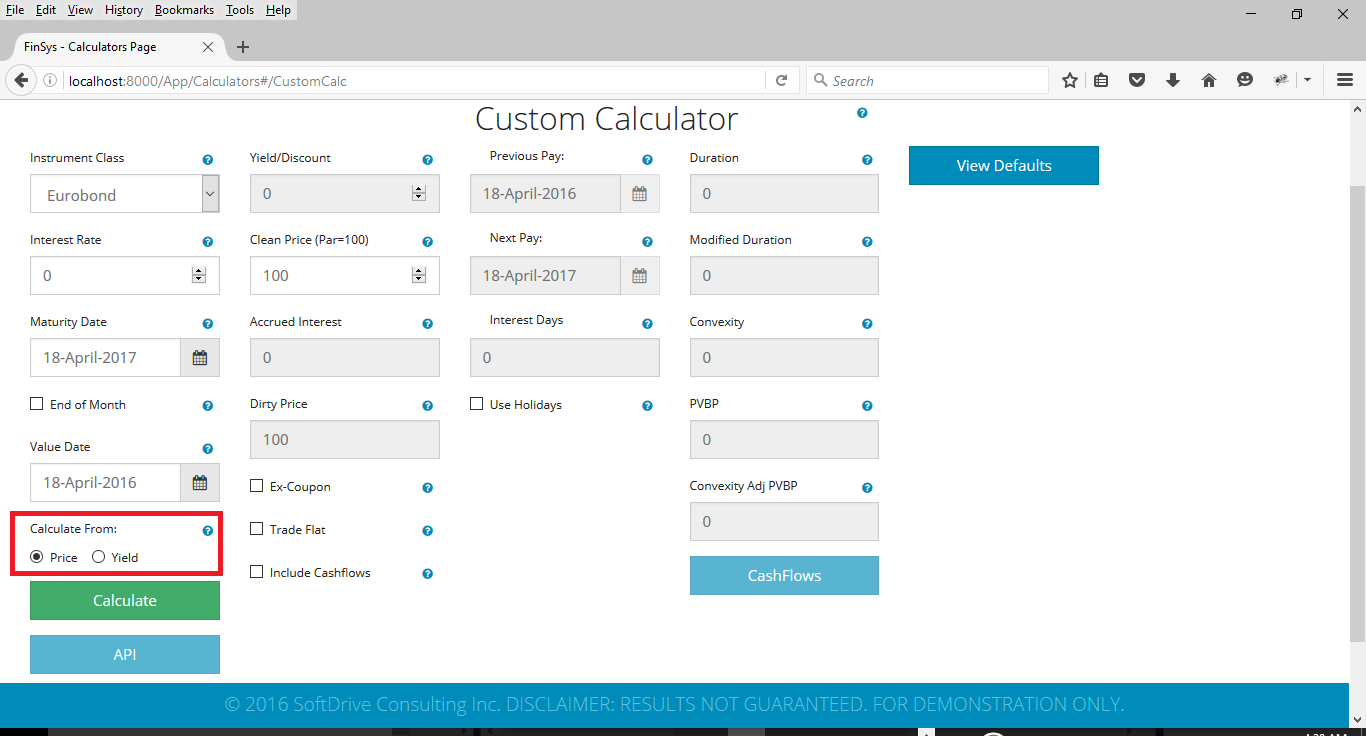 File Edit View History Bookmarks Tools Help
FinSys - Calculators Page
localhost:8000/App/Calculators#/CustomCalc
Search
Custom Calculator
Instrument Class
Eurobond
Interest Rate
0
Maturity Date
18-April-2017
End of Month
Value Date
18-April-2016
Calculate From:
Price Yield
Calculate
API
Yield/Discount
0
Clean Price (Par=100)
100
Accrued Interest
0
Dirty Price
100
Ex-Coupon
Trade Flat
Include Cashflows
Previous Pay:
18-April-2016
Next Pay:
18-April-2017
Interest Days
0
Use Holidays
Duration
0
Modified Duration
0
Convexity
0
PVBP
0
Convexity Adj PVBP
0
CashFlows
View Defaults
© 2016 SoftDrive Consulting Inc. DISCLAIMER: RESULTS NOT GUARANTEED. FOR DEMONSTRATION ONLY.